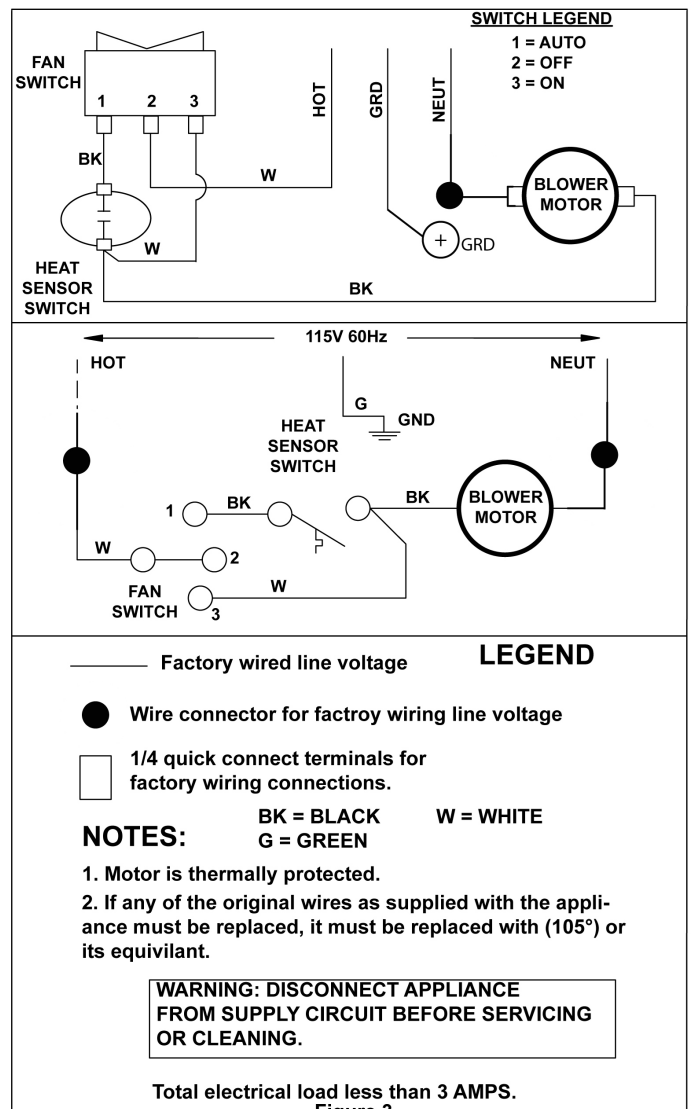 SWITCH LEGEND
1 = AUTO
2 = OFF
3 = ON
FAN
SWITCH
1 2 3
HOT
GRD
NEUT
BK
W
BLOWER
MOTOR
+
GRD
W
HEAT
SENSOR
SWITCH
BK
115V 60Hz
HOT
NEUT
G
GND
HEAT
SENSOR
SWITCH
1
BK
BK
BLOWER
MOTOR
W
2
FAN
SWITCH
W
3
LEGEND
Factory wired line voltage
Wire connector for factroy wiring line voltage
1/4 quick connect terminals for
factory wiring connections.
BK = BLACK W = WHITE
G = GREEN
NOTES:
1. Motor is thermally protected.
2. If any of the original wires as supplied with the appli-
ance must be replaced, it must be replaced with (105°) or
its equivilant.
WARNING: DISCONNECT APPLIANCE
FROM SUPPLY CIRCUIT BEFORE SERVICING
OR CLEANING.
Total electrical load less than 3 AMPS.